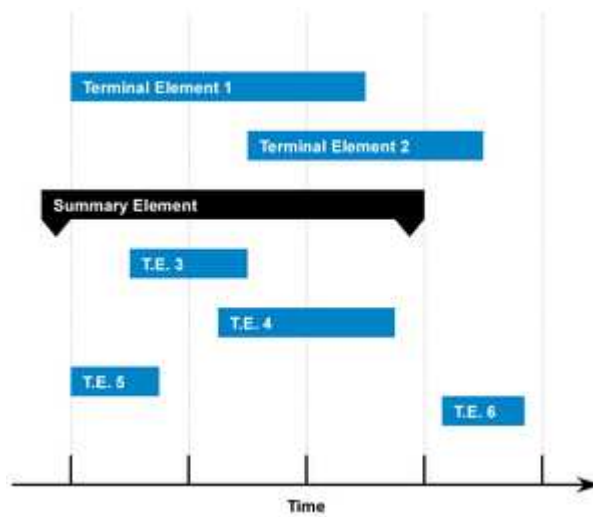 Terminal Element 1
Terminal Element 2
Summary Element
T.E. 3
T.E. 4
T.E. 5
T.E. 6
Time